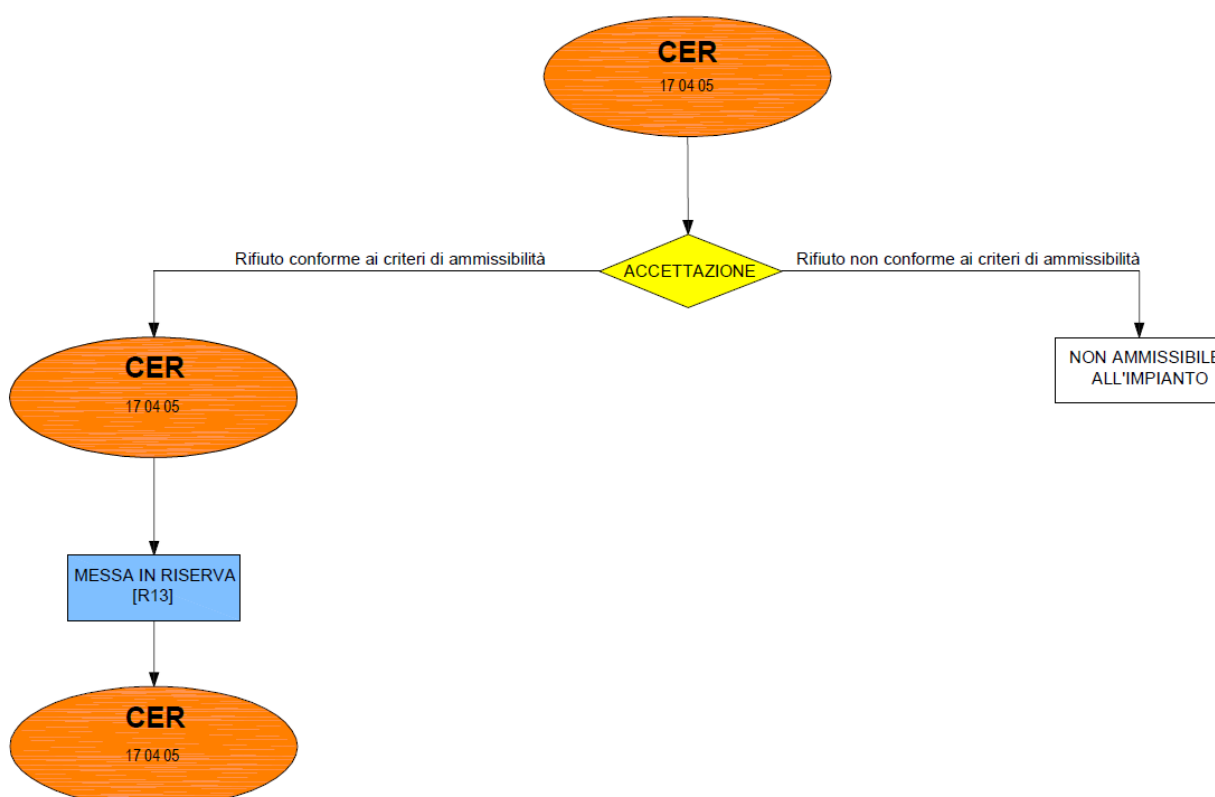 CER
17 04 05
Rifiuto conforme ai criteri di ammissibilità
ACCETTAZIONE
Rifiuto non conforme ai criteri di ammissibilità
CER
17 04 05
NON AMMISSIBILE
ALL'IMPIANTO
MESSA IN RISERVA
[R13]
CER
17 04 05